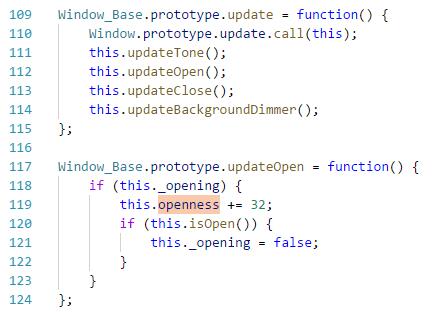 109 Window_Base.prototype.update = function() {
110     Window.prototype.update.call(this);
111     this.updateTone();
112     this.updateOpen();
113     this.updateClose();
114     this.updateBackgroundDimmer();
115 };
116
117 Window_Base.prototype.updateOpen = function() {
118     if (this._opening) {
119         this.openness += 32;
120         if (this.isOpen()) {
121             this._opening = false;
122         }
123     }
124 };